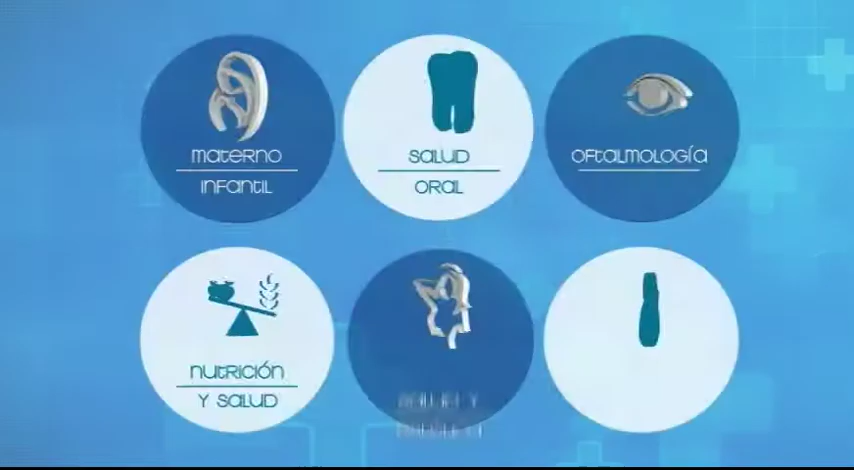 materno
infantil
salud
oral
oftalmología
nutrición
y salud